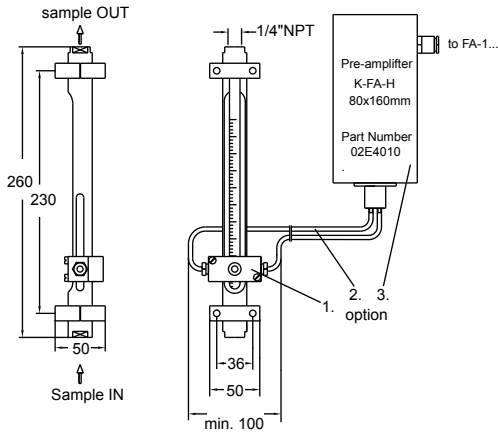 sample OUT
1/4"NPT
to FA-1...
Pre-amplifter
K-FA-H
80x160mm
Part Number
02E4010
.
260
230
1.
2.
3.
option
50
36
50
Sample IN
min. 100